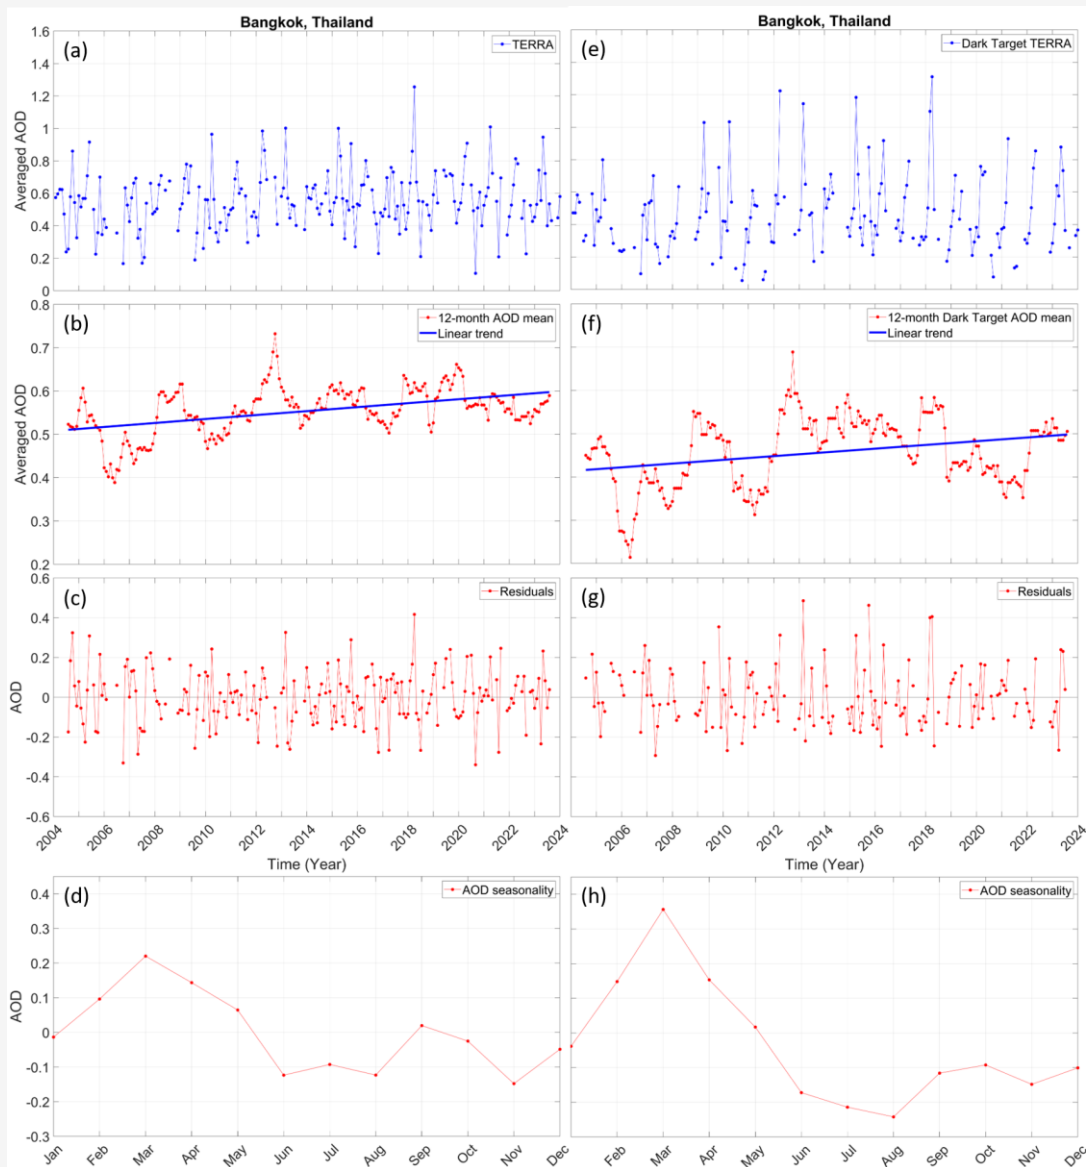 Bangkok, Thailand
(a)
TERRA
1.6
1.4
1.2
1
0.8
0.6
0.4
0.2
0
Averaged AOD
(b)
12-month AOD mean
Linear trend
0.8
0.7
0.6
0.5
0.4
0.3
0.2
Averaged AOD
(c)
Residuals
0.6
0.4
0.2
0
-0.2
-0.4
-0.6
AOD
2004 2006 2008 2010 2012 2014 2016 2018 2020 2022 2024
Time (Year)
(d)
AOD seasonality
0.4
0.3
0.2
0.1
0
-0.1
-0.2
-0.3
AOD
Jan Feb Mar Apr May Jun Jul Aug Sep Oct Nov Dec
Bangkok, Thailand
(e)
Dark Target TERRA
(f)
12-month Dark Target AOD mean
Linear trend
(g)
Residuals
2006 2008 2010 2012 2014 2016 2018 2020 2022 2024
Time (Year)
(h)
AOD seasonality
Feb Mar Apr May Jun Jul Aug Sep Oct Nov Dec